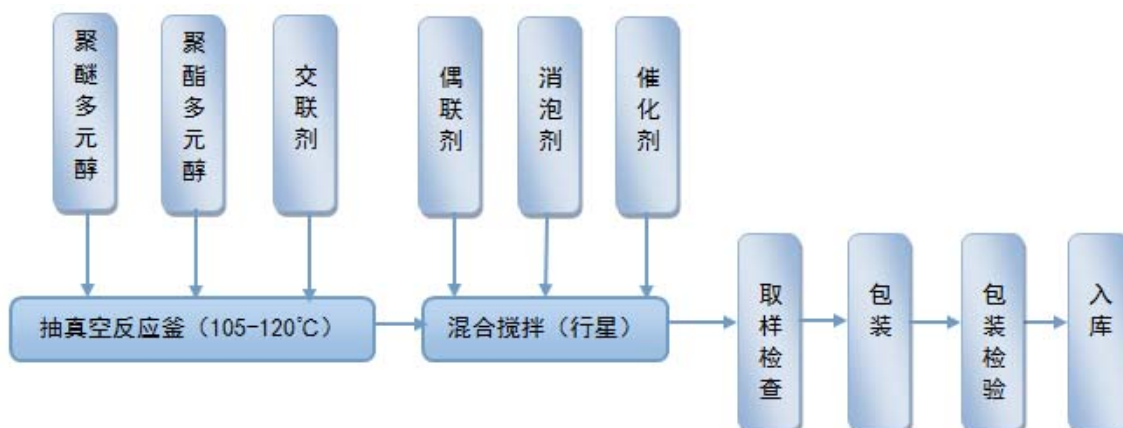 聚醚多元醇
聚酯多元醇
交联剂
偶联剂
消泡剂
催化剂
抽真空反应釜（105-120℃）
混合搅拌（行星）
取样检查
包装
包装检验
入库